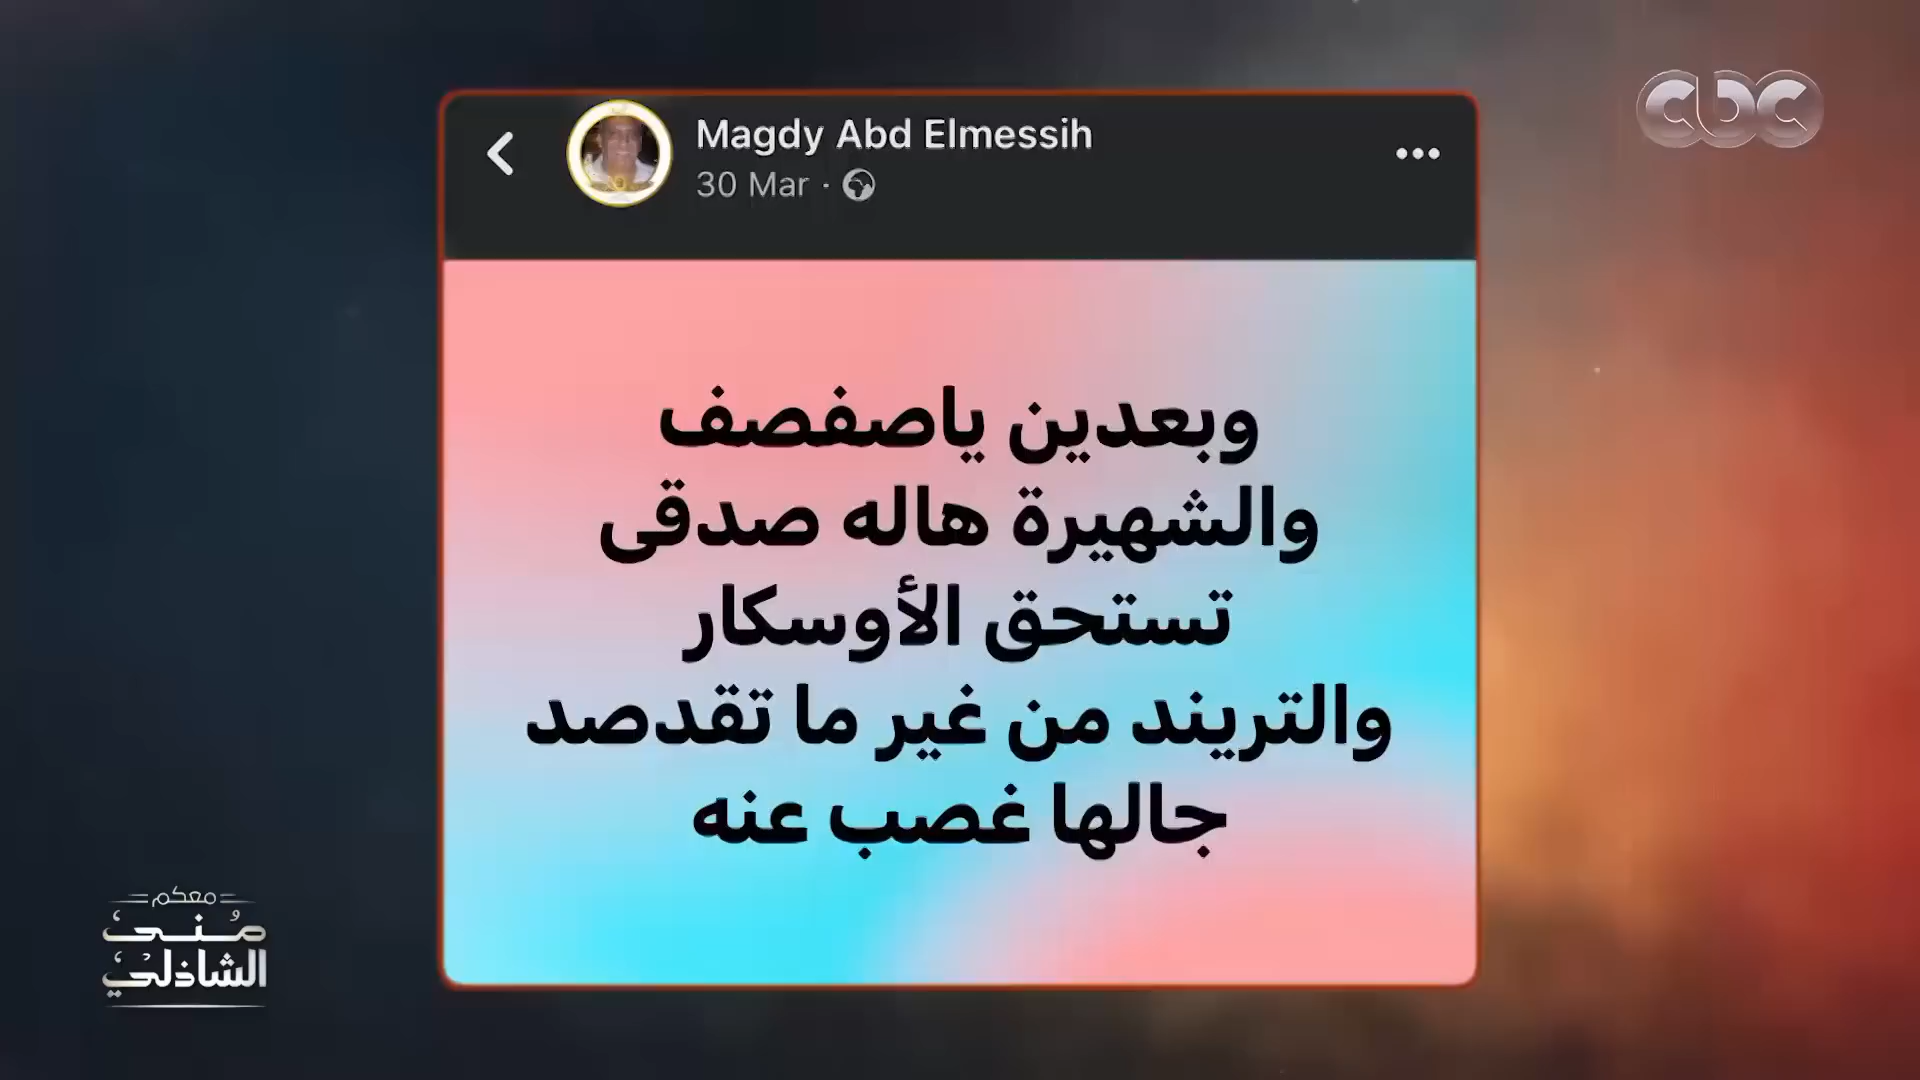 Magdy Abd Elmessih
30 Mar ·
cbc
وبعدين ياصفصف
والشهيرة هاله صدقى
تستحق الأوسكار
والتريند من غير ما تقدصد
جالها غصب عنه
معكم
مُنى
الشاذلي